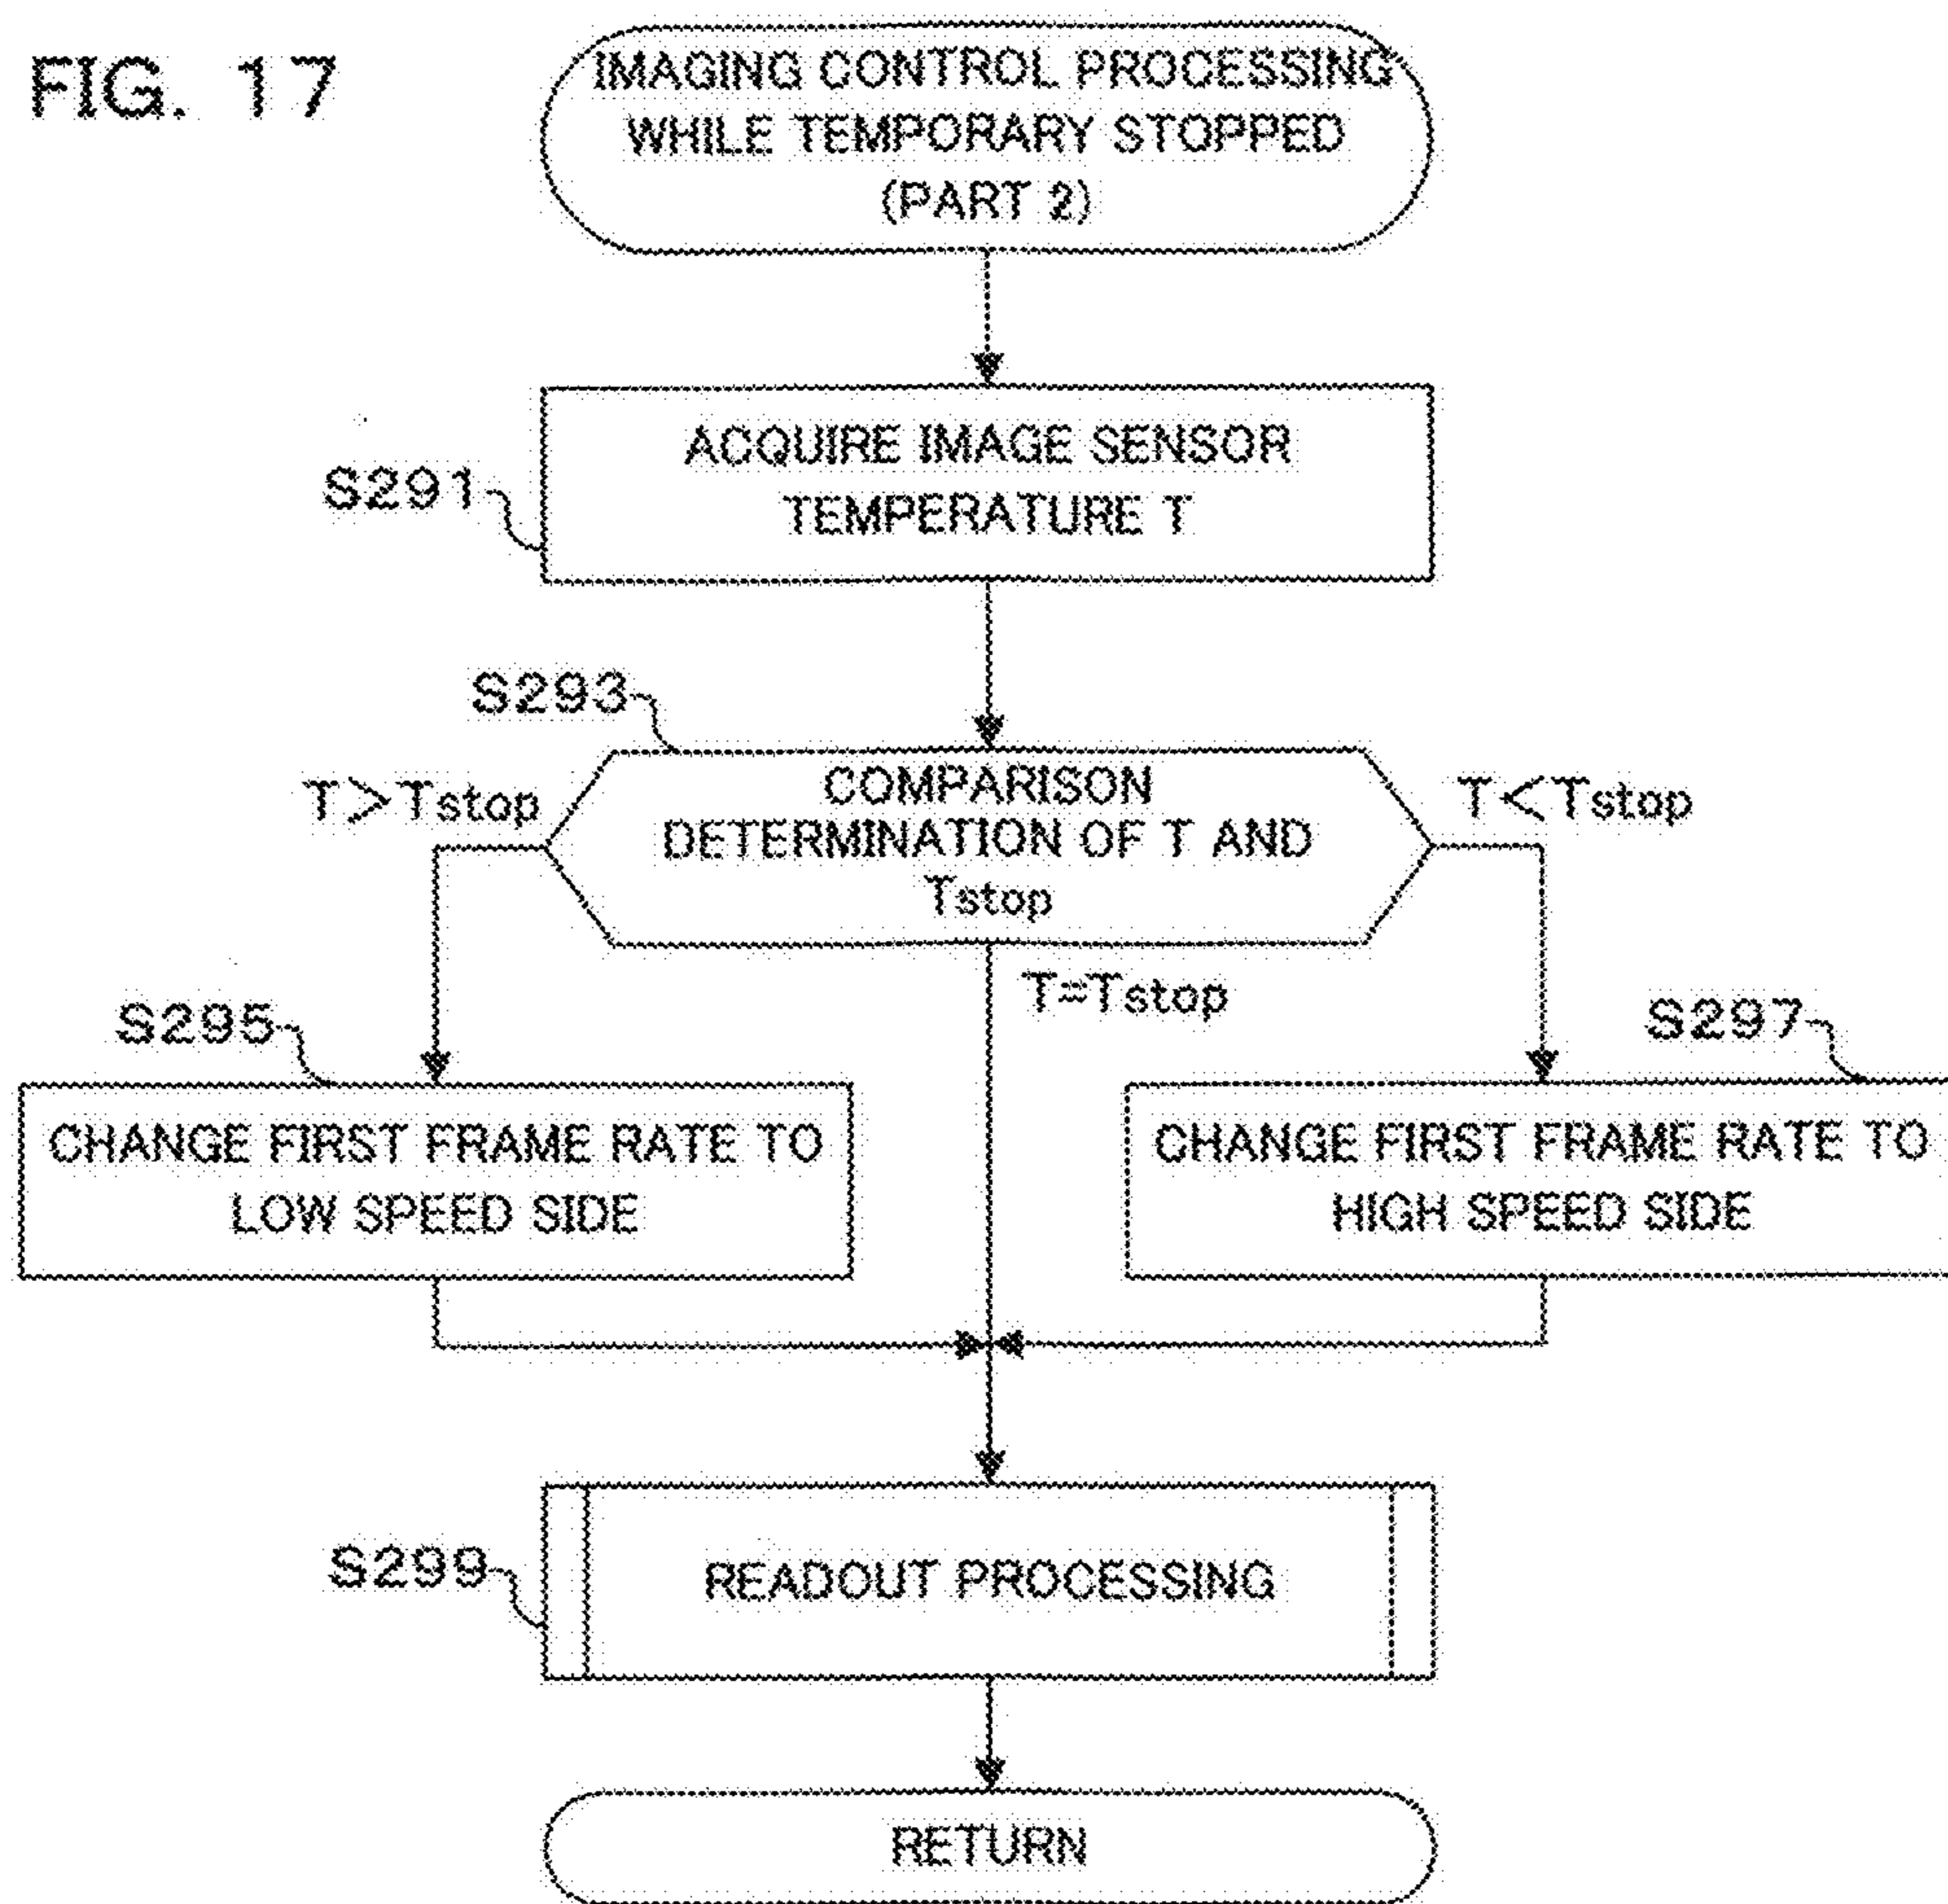 FIG. 17
IMAGING CONTROL PROCESSING
WHILE TEMPORARY STOPPED
(PART 2)
S291
ACQUIRE IMAGE SENSOR
TEMPERATURE T
S293
T>Tstop
COMPARISON
DETERMINATION OF T AND
Tstop
T<Tstop
T=Tstop
S295
S297
CHANGE FIRST FRAME RATE TO
LOW SPEED SIDE
CHANGE FIRST FRAME RATE TO
HIGH SPEED SIDE
S299
READOUT PROCESSING
RETURN